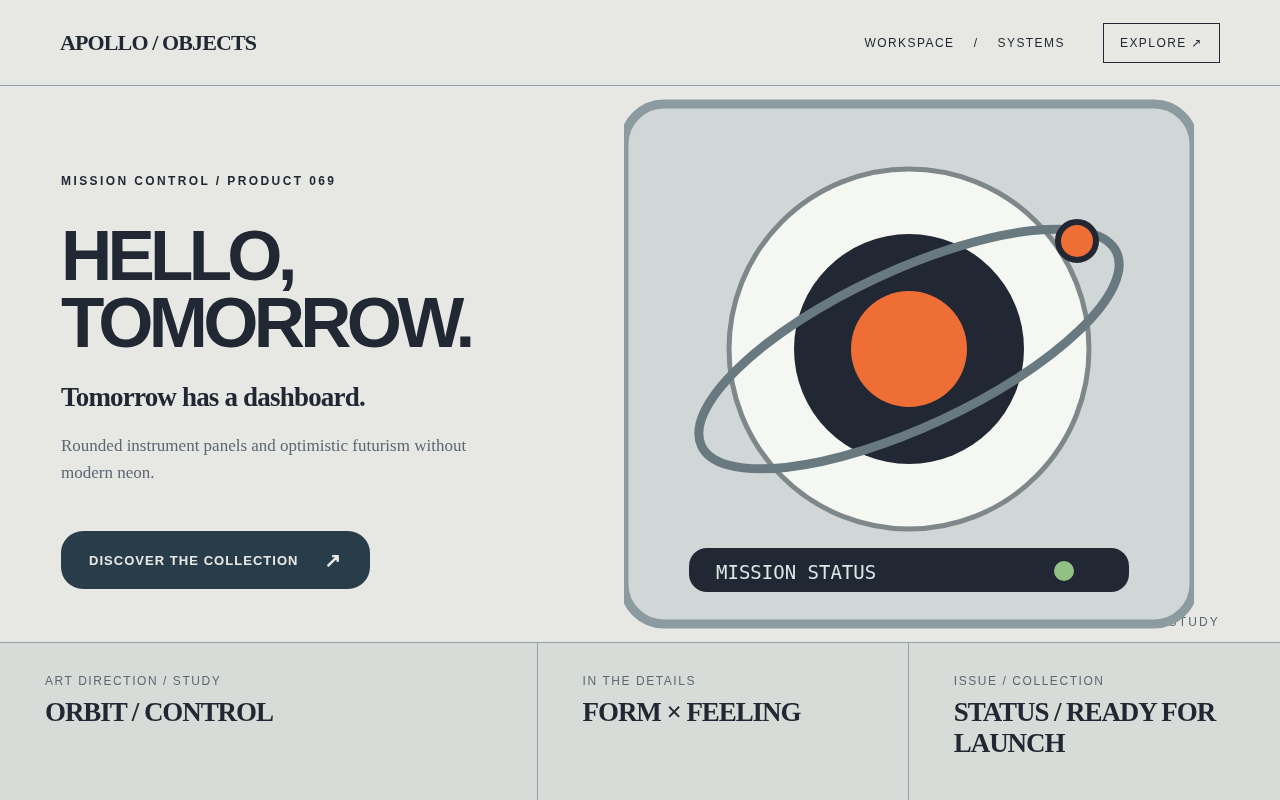 APOLLO / OBJECTS
WORKSPACE / SYSTEMS
EXPLORE ↗
MISSION CONTROL / PRODUCT 069
HELLO,
TOMORROW.
Tomorrow has a dashboard.
Rounded instrument panels and optimistic futurism without
modern neon.
DISCOVER THE COLLECTION ↗
MISSION STATUS
STUDY
ART DIRECTION / STUDY
ORBIT / CONTROL
IN THE DETAILS
FORM × FEELING
ISSUE / COLLECTION
STATUS / READY FOR
LAUNCH